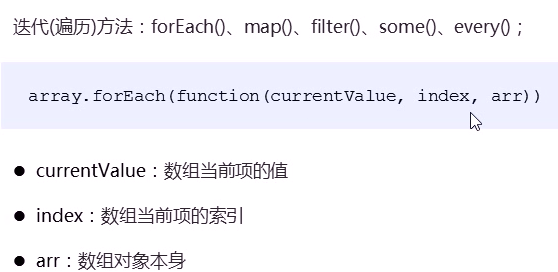 迭代(遍历)方法：forEach()、map()、filter()、some()、every()；
array.forEach(function(currentValue, index, arr))
● currentValue：数组当前项的值
● index：数组当前项的索引
● arr：数组对象本身